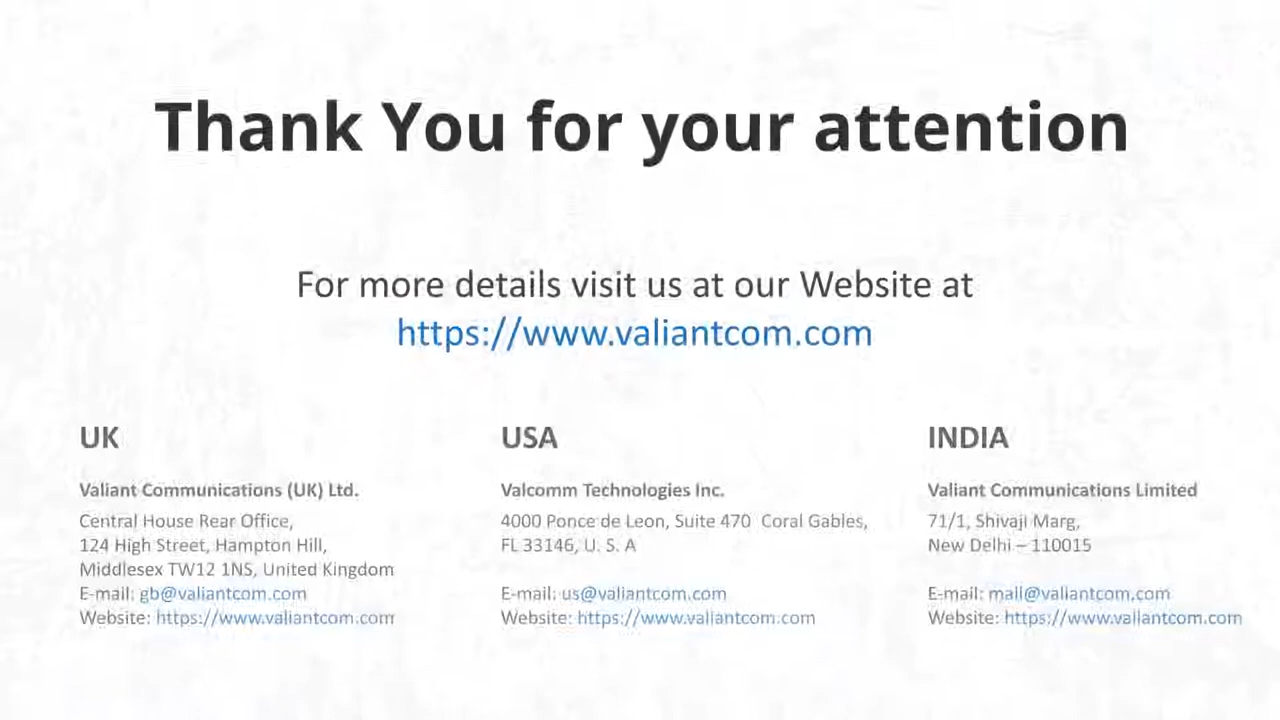 Thank You for your attention
For more details visit us at our Website at
https://www.valiantcom.com
UK
Valiant Communications (UK) Ltd.
Central House Rear Office,
124 High Street, Hampton Hill,
Middlesex TW12 1NS, United Kingdom
E-mail: gb@valiantcom.com
Website: https://www.valiantcom.com
USA
Valcomm Technologies Inc.
4000 Ponce de Leon, Suite 470 Coral Gables,
FL 33146, U. S. A
E-mail: us@valiantcom.com
Website: https://www.valiantcom.com
INDIA
Valiant Communications Limited
71/1, Shivaji Marg,
New Delhi – 110015
E-mail: mail@valiantcom.com
Website: https://www.valiantcom.com